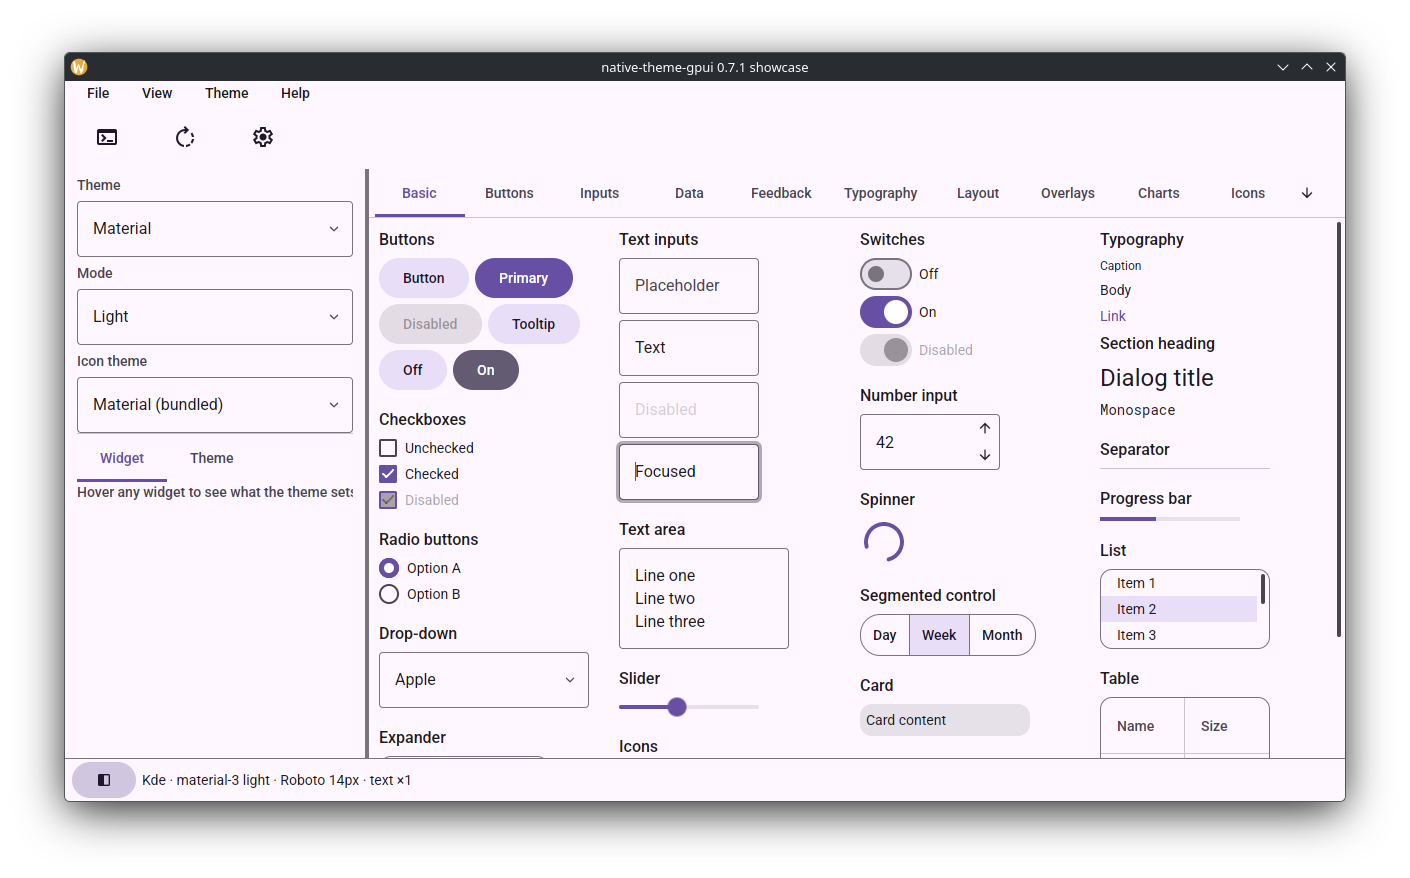 native-theme-gpui 0.7.1 showcase
File View Theme Help
Theme
Material
Mode
Light
Icon theme
Material (bundled)
Widget Theme
Hover any widget to see what the theme sets
Basic Buttons Inputs Data Feedback Typography Layout Overlays Charts Icons
Buttons
Button Primary
Disabled Tooltip
Off On
Checkboxes
Unchecked
Checked
Disabled
Radio buttons
Option A
Option B
Drop-down
Apple
Expander
Text inputs
Placeholder
Text
Disabled
Focused
Text area
Line one
Line two
Line three
Slider
Icons
Switches
Off
On
Disabled
Number input
42
Spinner
Segmented control
Day Week Month
Card
Card content
Typography
Caption
Body
Link
Section heading
Dialog title
Monospace
Separator
Progress bar
List
Item 1
Item 2
Item 3
Table
Name Size
Kde · material-3 light · Roboto 14px · text ×1